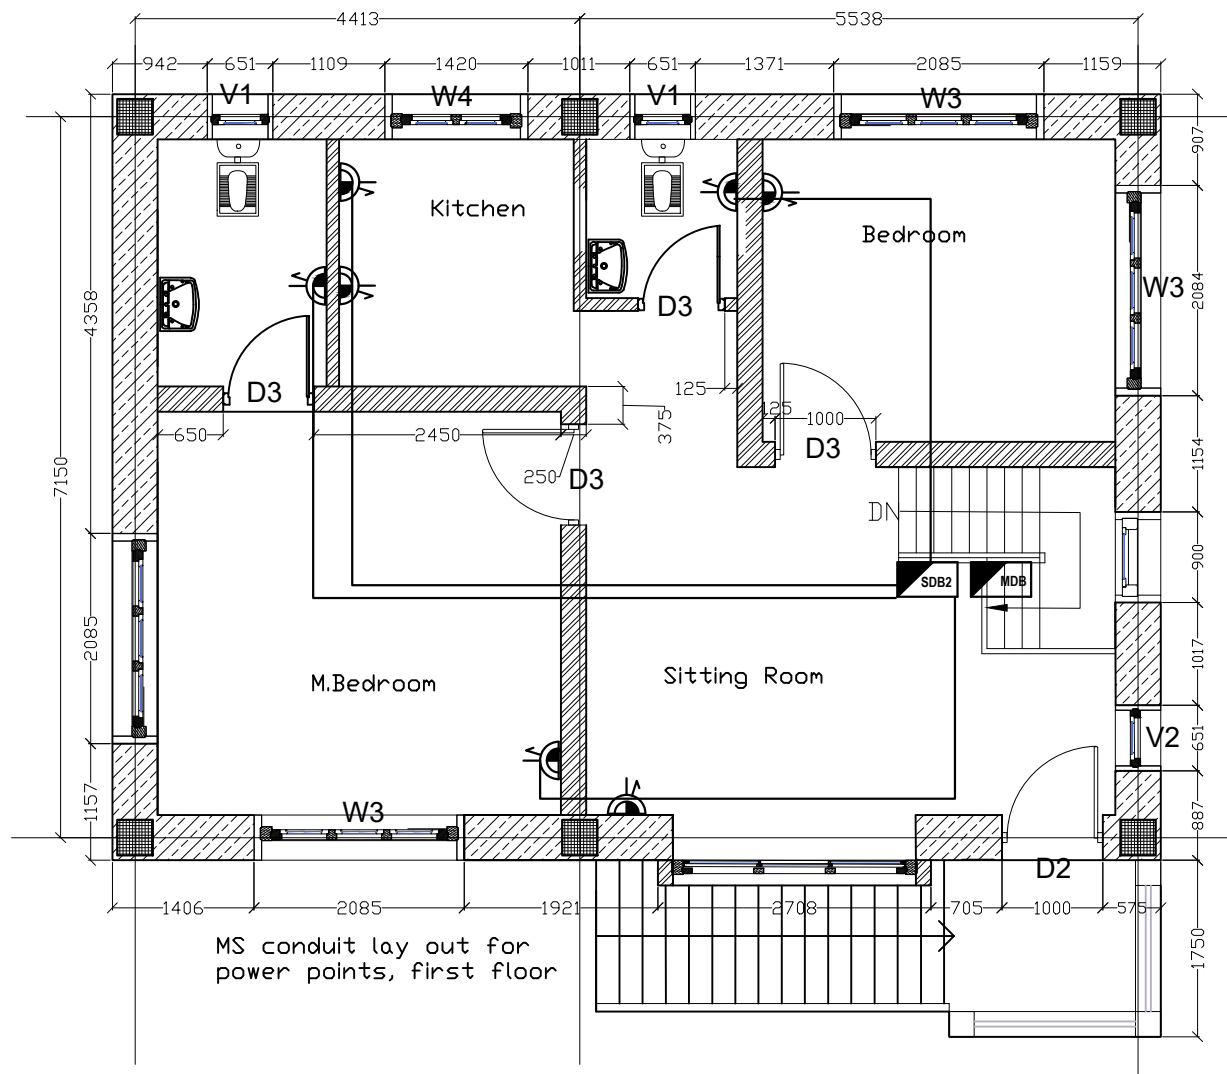 4413 5538
942 651 1109 1420 1011 651 1371 2085 1159
V1 W4 V1 W3
907
Kitchen
Bedroom
W3
2084
4358
D3
D3
125
125
1000
650 2450
375
D3
250 D3
1154
7150
DN
900
SDB2 MDB
2085
1017
M.Bedroom
Sitting Room
V2
651
1157
W3
887
D2
1406 2085 1921 2708 705 1000 575
1750
MS conduit lay out for
power points, first floor